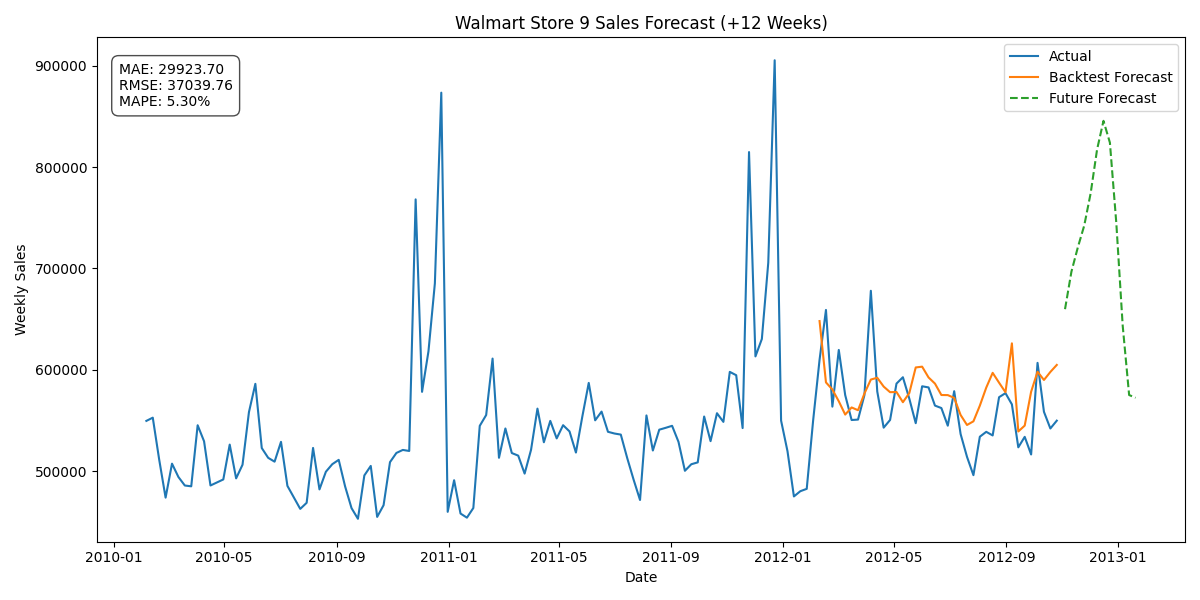 Walmart Store 9 Sales Forecast (+12 Weeks)
MAE: 29923.70
RMSE: 37039.76
MAPE: 5.30%
Actual
Backtest Forecast
Future Forecast
Weekly Sales
900000
800000
700000
600000
500000
2010-01
2010-05
2010-09
2011-01
2011-05
2011-09
2012-01
2012-05
2012-09
2013-01
Date